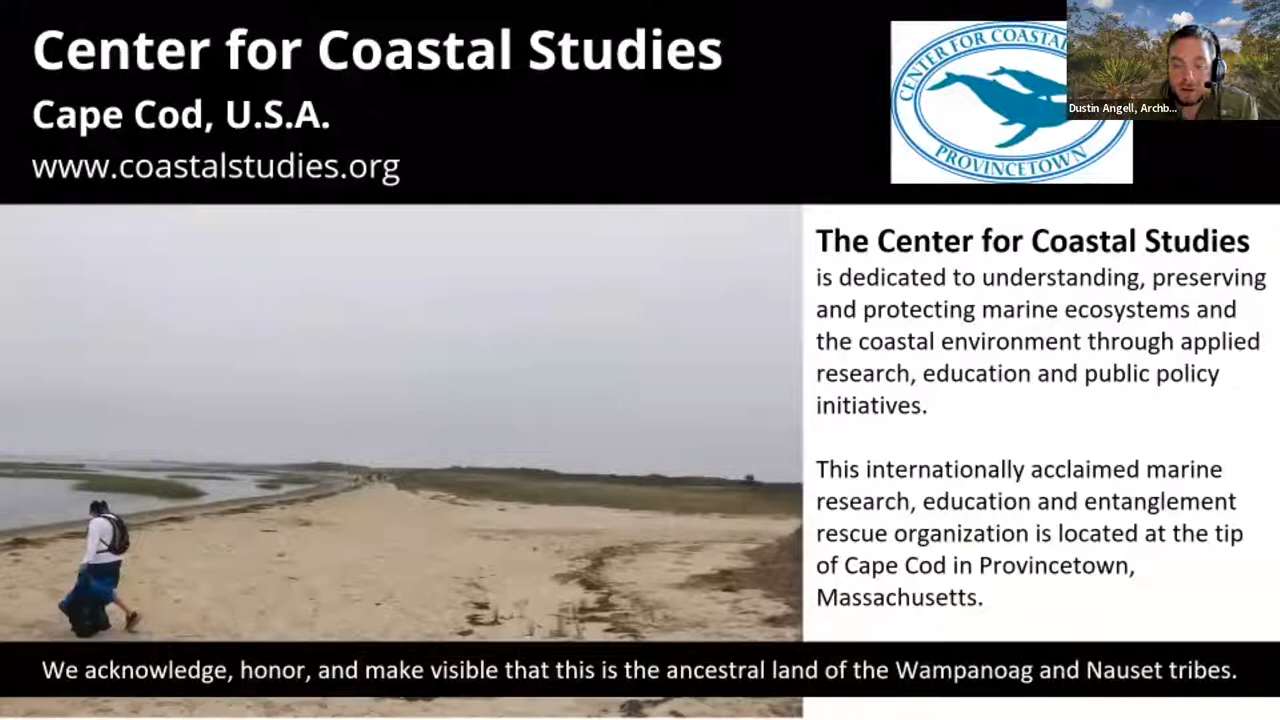 Center for Coastal Studies
Cape Cod, U.S.A.
www.coastalstudies.org
CENTER FOR COASTAL
PROVINCETOWN
Dustin Angell, Archb...
The Center for Coastal Studies
is dedicated to understanding, preserving
and protecting marine ecosystems and
the coastal environment through applied
research, education and public policy
initiatives.
This internationally acclaimed marine
research, education and entanglement
rescue organization is located at the tip
of Cape Cod in Provincetown,
Massachusetts.
We acknowledge, honor, and make visible that this is the ancestral land of the Wampanoag and Nauset tribes.